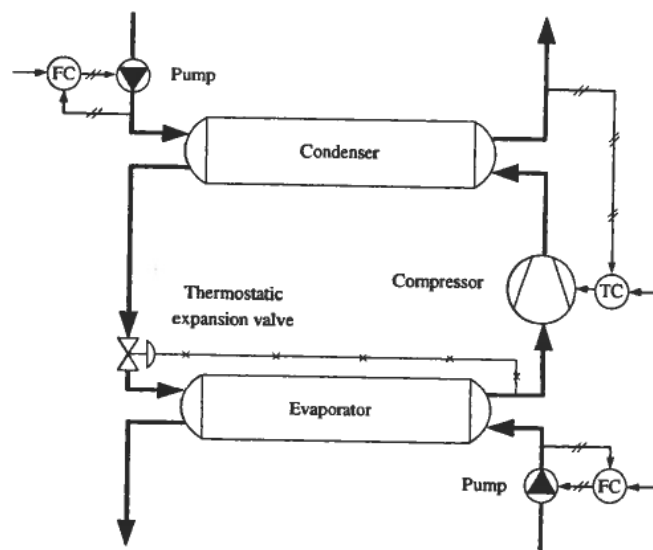 FC
Pump
Condenser
Compressor
TC
Thermostatic
expansion valve
Evaporator
Pump
FC